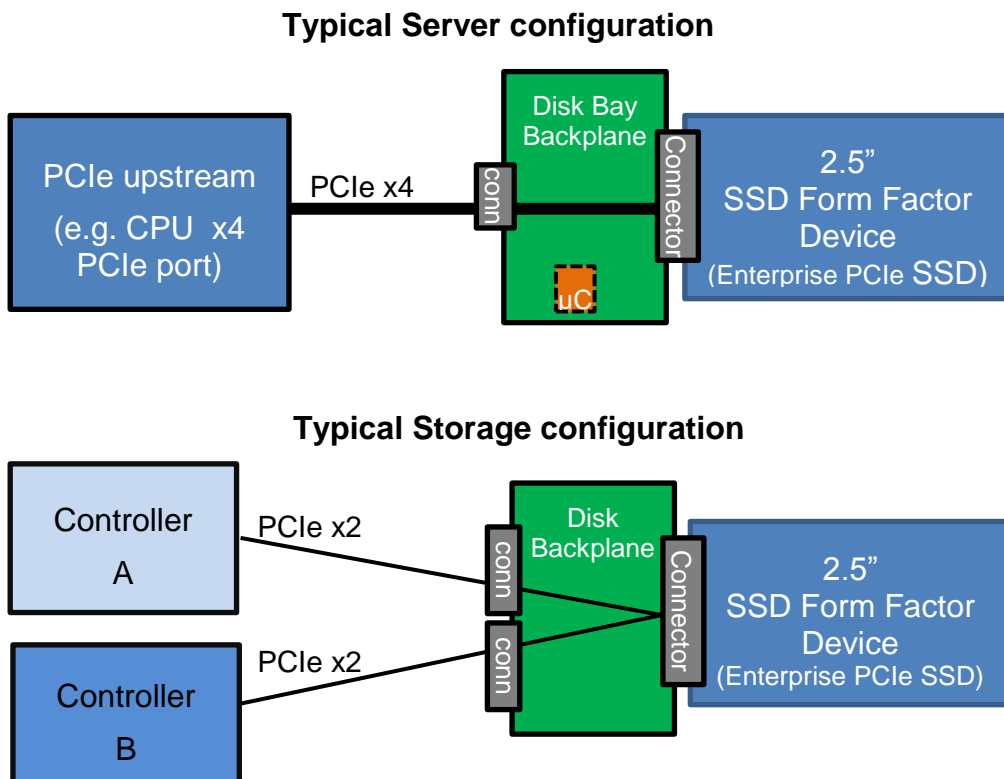 Typical Server configuration
PCIe upstream
(e.g. CPU x4
PCIe port)
PCIe x4
conn
Disk Bay
Backplane
µC
Connector
2.5”
SSD Form Factor
Device
(Enterprise PCIe SSD)
Typical Storage configuration
Controller
A
PCIe x2
Controller
B
PCIe x2
conn
conn
Disk
Backplane
Connector
2.5”
SSD Form Factor
Device
(Enterprise PCIe SSD)